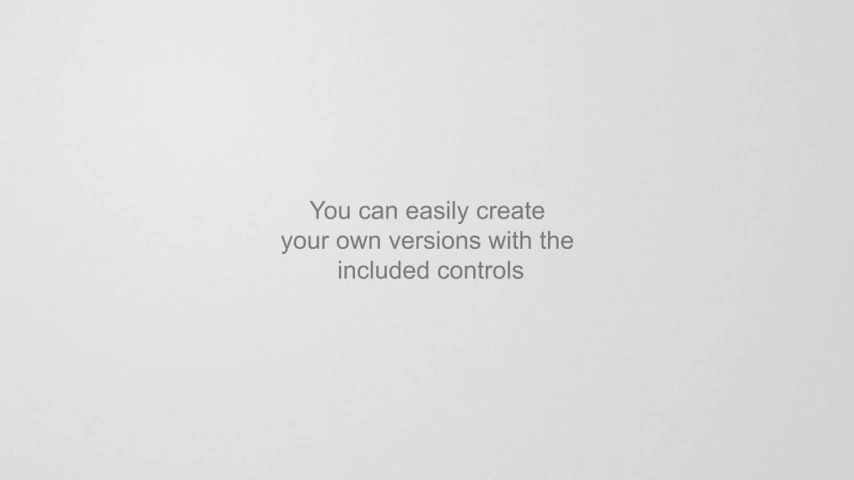 You can easily create
your own versions with the
included controls